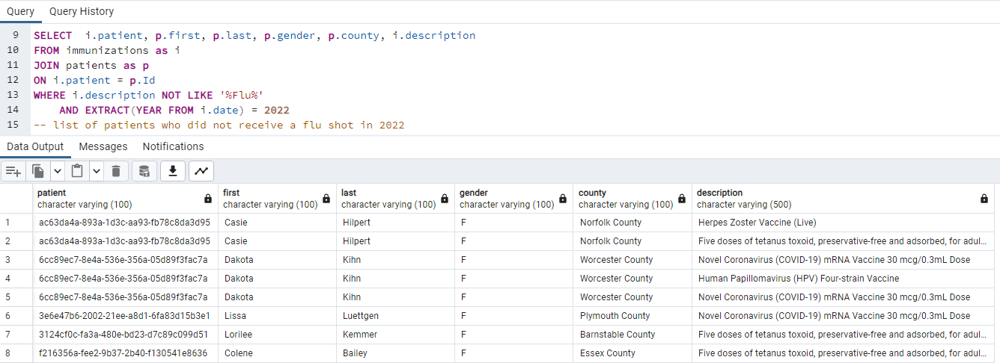 Query Query History
9 SELECT i.patient, p.first, p.last, p.gender, p.county, i.description
10 FROM immunizations as i
11 JOIN patients as p
12 ON i.patient = p.Id
13 WHERE i.description NOT LIKE '%Flu%'
14 AND EXTRACT(YEAR FROM i.date) = 2022
15 -- list of patients who did not receive a flu shot in 2022
Data Output Messages Notifications
patient first last gender county description
character varying (100) character varying (100) character varying (100) character varying (100) character varying (100) character varying (500)
1 ac63da4a-893a-1d3c-aa93-fb78c8da3d95 Casie Hilpert F Norfolk County Herpes Zoster Vaccine (Live)
2 ac63da4a-893a-1d3c-aa93-fb78c8da3d95 Casie Hilpert F Norfolk County Five doses of tetanus toxoid, preservative-free and adsorbed, for adul...
3 6cc89ec7-8e4a-536e-356a-05d89f3fac7a Dakota Kihn F Worcester County Novel Coronavirus (COVID-19) mRNA Vaccine 30 mcg/0.3mL Dose
4 6cc89ec7-8e4a-536e-356a-05d89f3fac7a Dakota Kihn F Worcester County Human Papillomavirus (HPV) Four-strain Vaccine
5 6cc89ec7-8e4a-536e-356a-05d89f3fac7a Dakota Kihn F Worcester County Novel Coronavirus (COVID-19) mRNA Vaccine 30 mcg/0.3mL Dose
6 3e6e47b6-2002-21ee-a8d1-6fa83d15b3e1 Lissa Luettgen F Plymouth County Novel Coronavirus (COVID-19) mRNA Vaccine 30 mcg/0.3mL Dose
7 3124cf0c-fa3a-480e-bd23-d7c89c099d51 Lorilee Kemmer F Barnstable County Five doses of tetanus toxoid, preservative-free and adsorbed, for adul...
8 f216356a-fee2-9b37-2b40-f130541e8636 Colene Bailey F Essex County Five doses of tetanus toxoid, preservative-free and adsorbed, for adul...